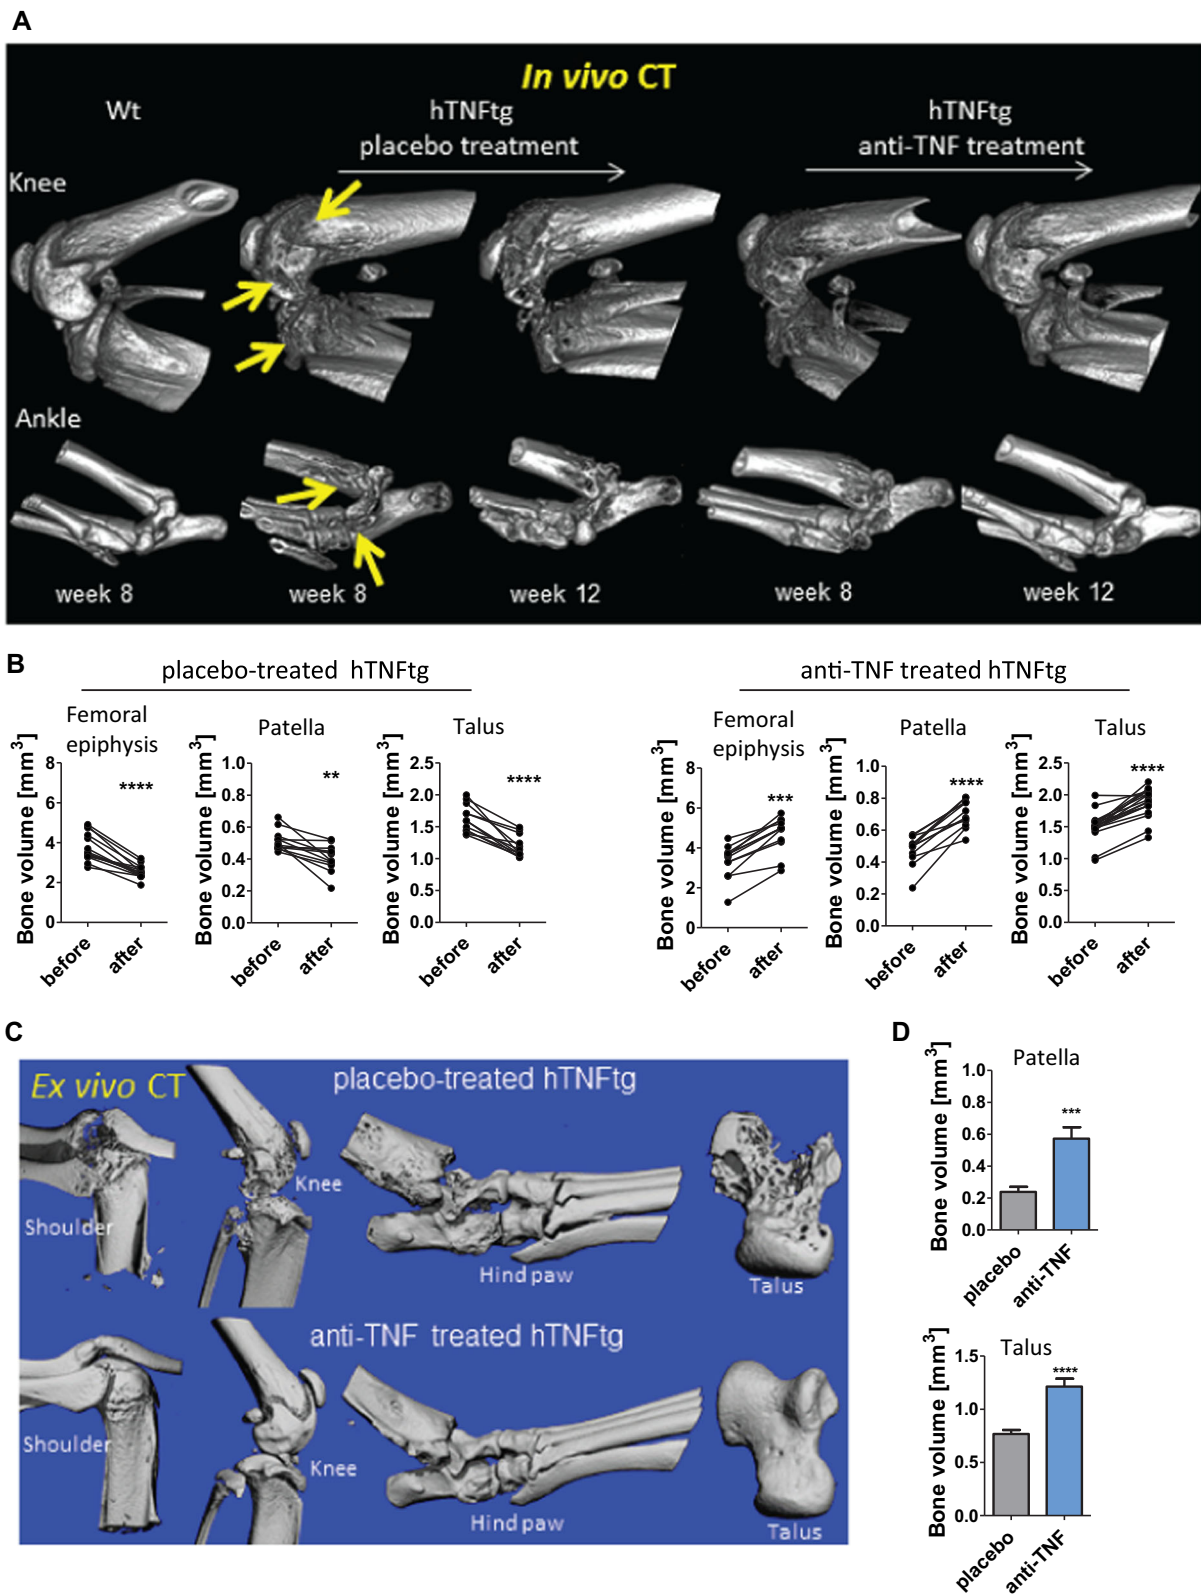 A
In vivo CT
Wt
hTNFtg
placebo treatment
hTNFtg
anti-TNF treatment
Knee
Ankle
week 8
week 8
week 12
week 8
week 12
B
placebo-treated hTNFtg
anti-TNF treated hTNFtg
Femoral
epiphysis
Bone volume [mm3]
8
6
4
2
0
****
before
after
Patella
Bone volume [mm3]
1.0
0.8
0.6
0.4
0.2
0.0
**
before
after
Talus
Bone volume [mm3]
2.5
2.0
1.5
1.0
0.5
0.0
****
before
after
Femoral
epiphysis
Bone volume [mm3]
8
6
4
2
0
***
before
after
Patella
Bone volume [mm3]
1.0
0.8
0.6
0.4
0.2
0.0
****
before
after
Talus
Bone volume [mm3]
2.5
2.0
1.5
1.0
0.5
0.0
****
before
after
C
Ex vivo CT
placebo-treated hTNFtg
Shoulder
Knee
Hind paw
Talus
anti-TNF treated hTNFtg
Shoulder
Knee
Hind paw
Talus
D
Patella
Bone volume [mm3]
1.0
0.8
0.6
0.4
0.2
0.0
***
placebo
anti-TNF
Talus
Bone volume [mm3]
1.5
1.0
0.5
0.0
****
placebo
anti-TNF